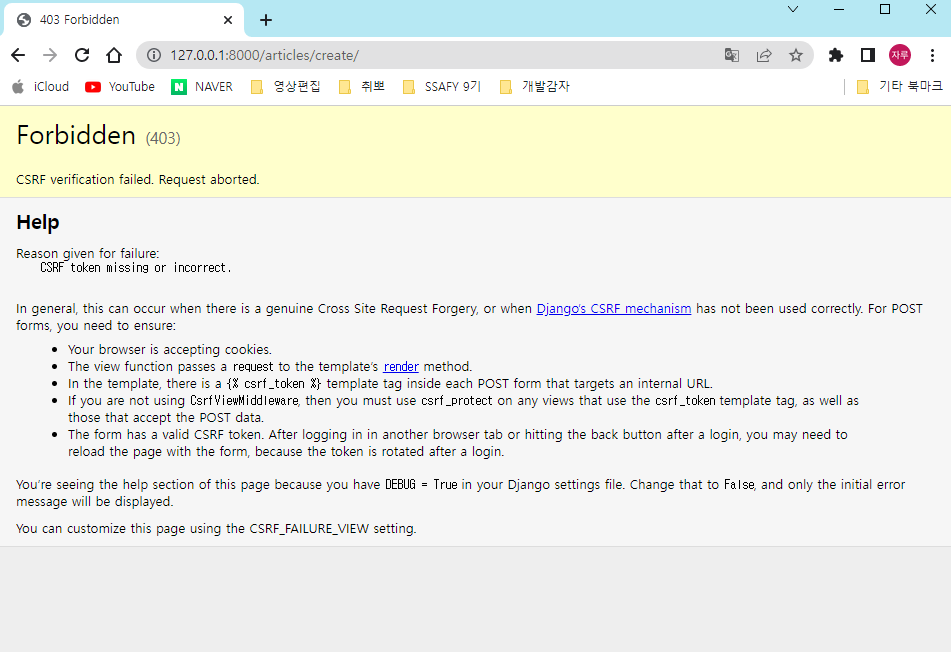 403 Forbidden
127.0.0.1:8000/articles/create/
자루
iCloud YouTube N NAVER 영상편집 취뽀 SSAFY 9기 개발감자 기타 북마크
Forbidden (403)
CSRF verification failed. Request aborted.
Help
Reason given for failure:
CSRF token missing or incorrect.
In general, this can occur when there is a genuine Cross Site Request Forgery, or when Django's CSRF mechanism has not been used correctly. For POST
forms, you need to ensure:
• Your browser is accepting cookies.
• The view function passes a request to the template's render method.
• In the template, there is a {% csrf_token %} template tag inside each POST form that targets an internal URL.
• If you are not using CsrfViewMiddleware, then you must use csrf_protect on any views that use the csrf_token template tag, as well as
those that accept the POST data.
• The form has a valid CSRF token. After logging in in another browser tab or hitting the back button after a login, you may need to
reload the page with the form, because the token is rotated after a login.
You're seeing the help section of this page because you have DEBUG = True in your Django settings file. Change that to False, and only the initial error
message will be displayed.
You can customize this page using the CSRF_FAILURE_VIEW setting.